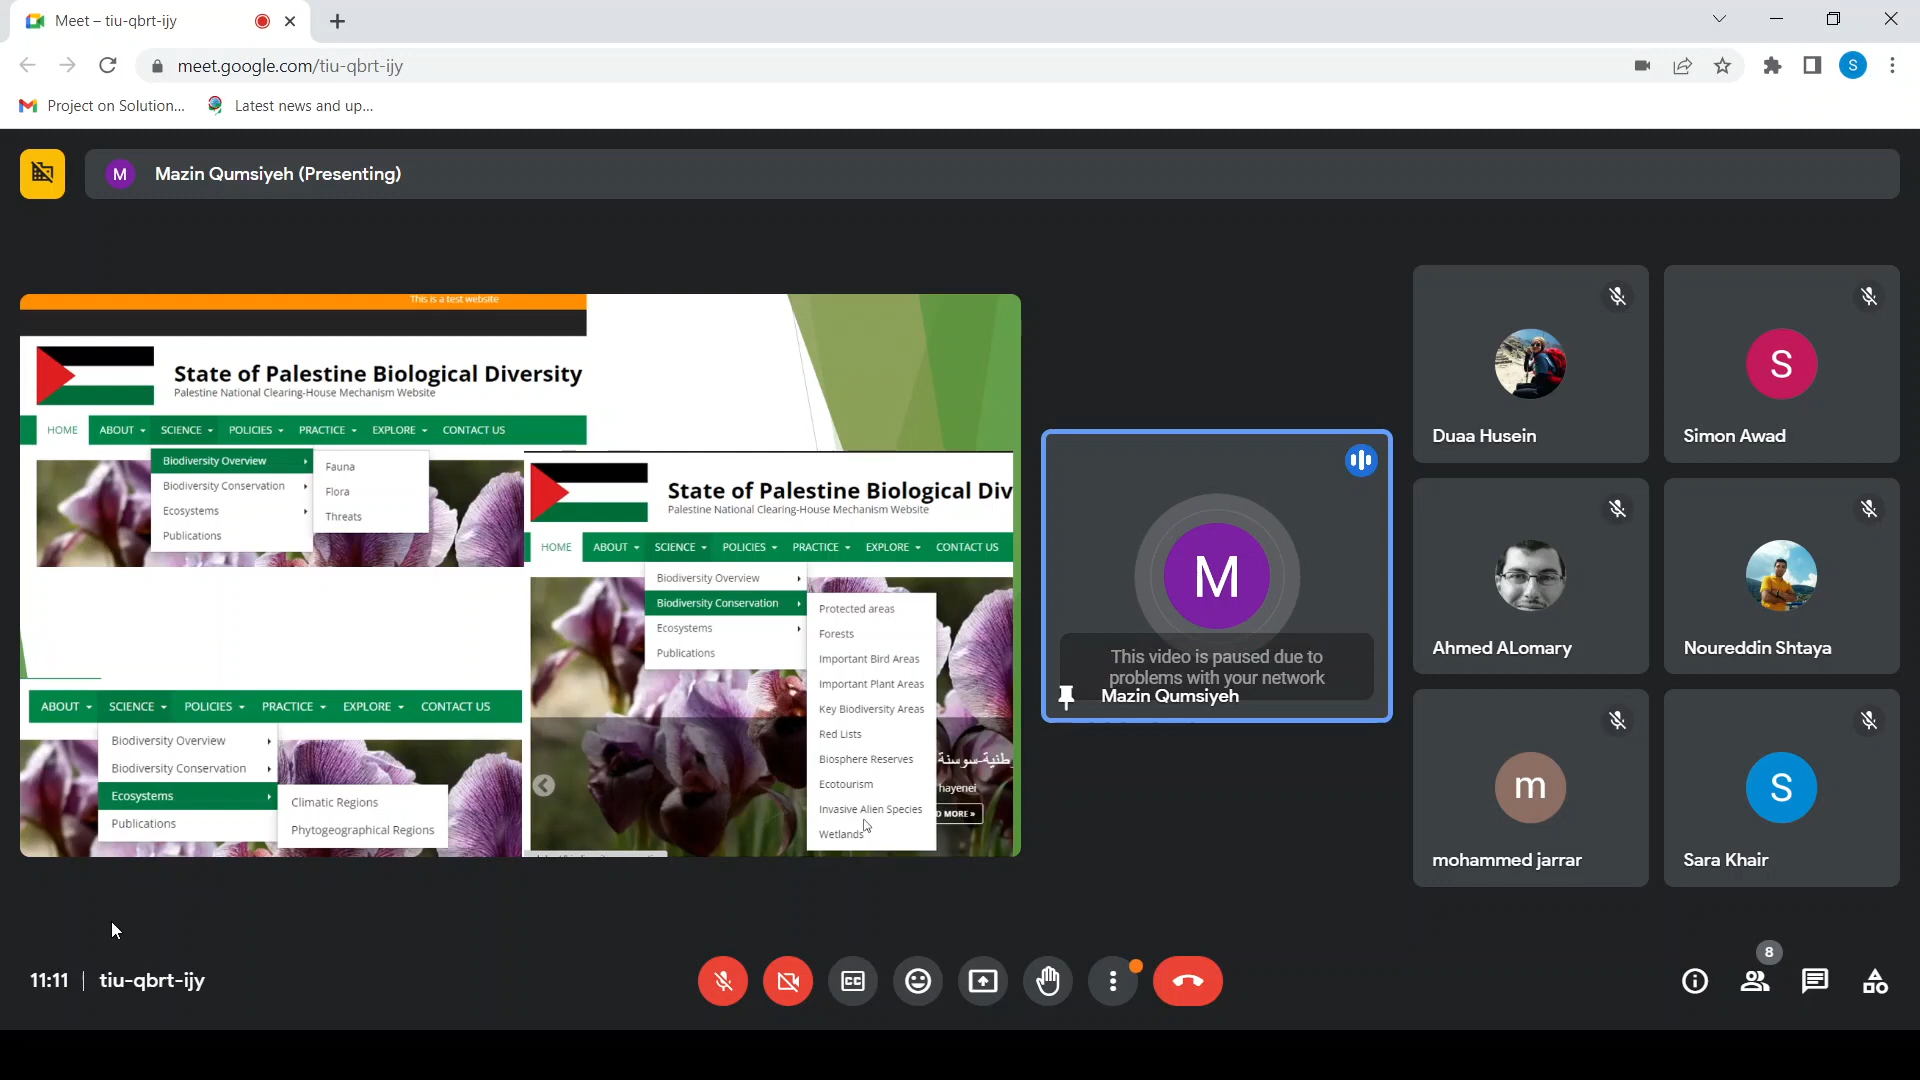 Meet – tiu-qbrt-ijy
meet.google.com/tiu-qbrt-ijy
S
Project on Solution...
Latest news and up...
M
Mazin Qumsiyeh (Presenting)
This is a test website
State of Palestine Biological Diversity
Palestine National Clearing-House Mechanism Website
HOME ABOUT SCIENCE POLICIES PRACTICE EXPLORE CONTACT US
Biodiversity Overview
Biodiversity Conservation
Ecosystems
Publications
Fauna
Flora
Threats
State of Palestine Biological Div
Palestine National Clearing-House Mechanism Website
HOME ABOUT SCIENCE POLICIES PRACTICE EXPLORE CONTACT US
Biodiversity Overview
Biodiversity Conservation
Ecosystems
Publications
Protected areas
Forests
Important Bird Areas
Important Plant Areas
Key Biodiversity Areas
Red Lists
Biosphere Reserves
Ecotourism
Invasive Alien Species
Wetlands
hayenei
D MORE »
ABOUT SCIENCE POLICIES PRACTICE EXPLORE CONTACT US
Biodiversity Overview
Biodiversity Conservation
Ecosystems
Publications
Climatic Regions
Phytogeographical Regions
M
This video is paused due to
problems with your network
Mazin Qumsiyeh
Duaa Husein
S
Simon Awad
Ahmed ALomary
Noureddin Shtaya
m
mohammed jarrar
S
Sara Khair
11:11 | tiu-qbrt-ijy
CC
8